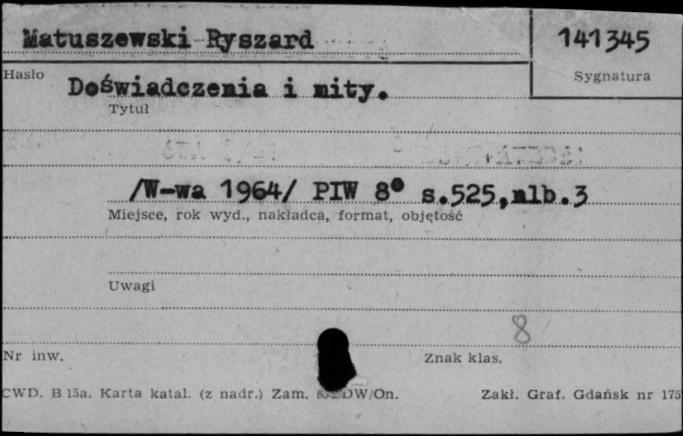 Matuszewski Ryszard
141345
Hasło
Sygnatura
Doświadczenia i mity.
Tytuł
/W-wa 1964/ PIW 8° s.525,nlb.3
Miejsce, rok wyd., nakładca, format, objętość
Uwagi
8
Nr inw.
Znak klas.
CWD. B 15a. Karta katal. (z nadr.) Zam. DW/On.
Zakł. Graf. Gdańsk nr 175